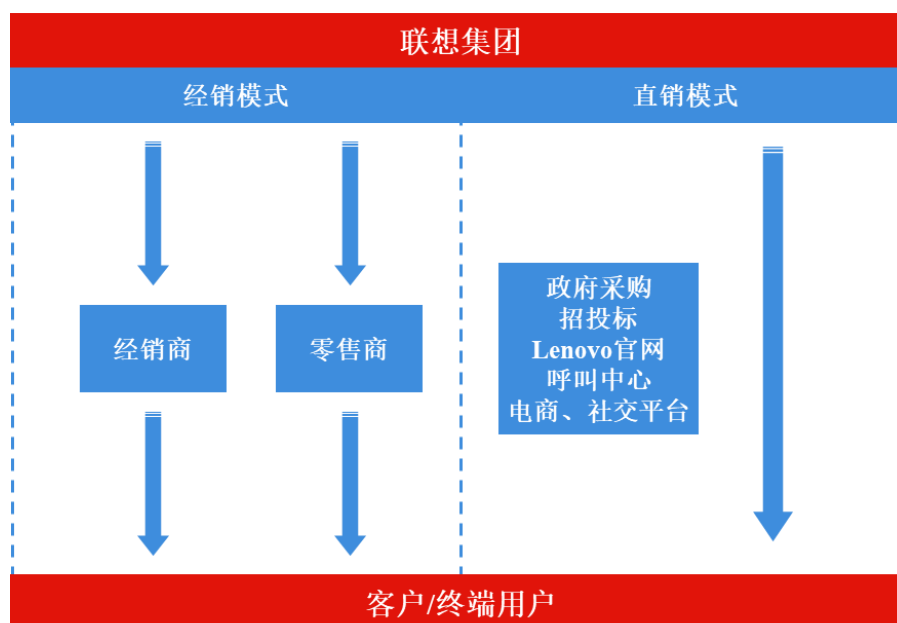 联想集团
经销模式
直销模式
经销商
零售商
政府采购
招投标
Lenovo官网
呼叫中心
电商、社交平台
客户/终端用户